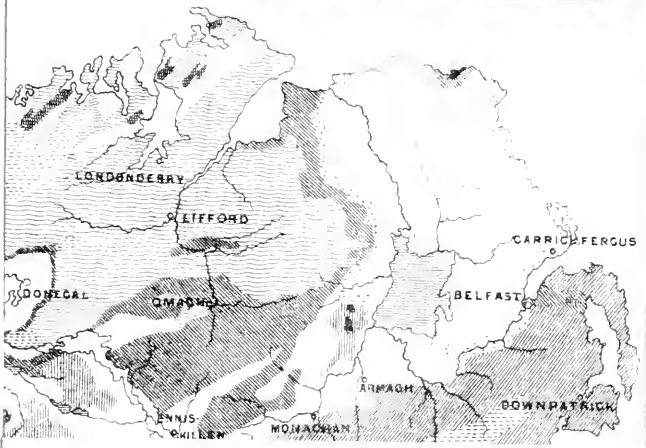 LONDONDERRY
LIFFORD
CARRICKFERGUS
DONEGAL
OMAGH
BELFAST
ARMAGH
DOWNPATRICK
ENNIS-
KILLEN
MONAGHAN